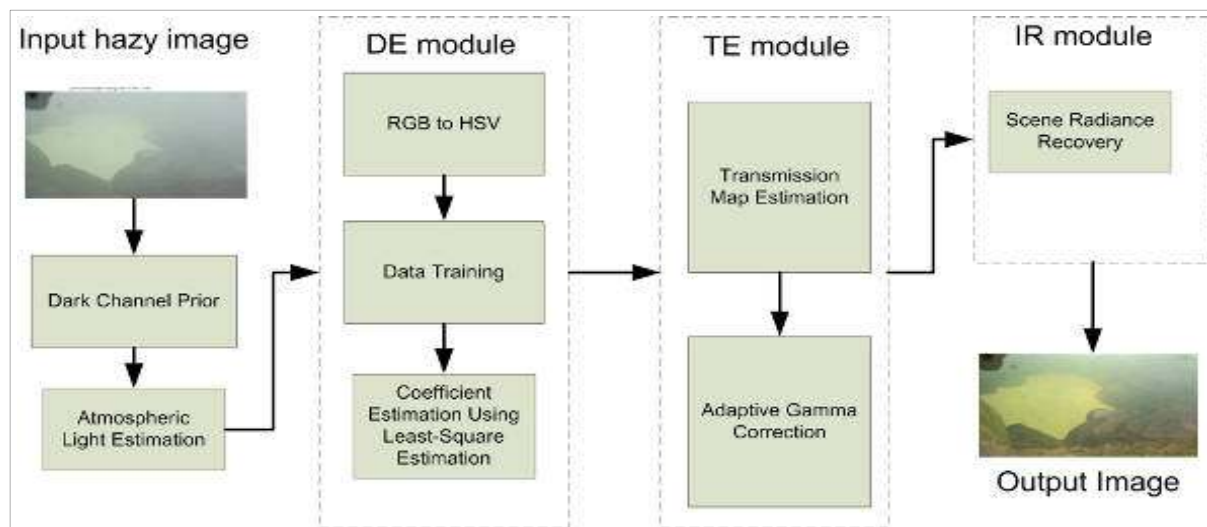 Input hazy image
Dark Channel Prior
Atmospheric
Light Estimation
DE module
RGB to HSV
Data Training
Coefficient
Estimation Using
Least-Square
Estimation
TE module
Transmission
Map Estimation
Adaptive Gamma
Correction
IR module
Scene Radiance
Recovery
Output Image